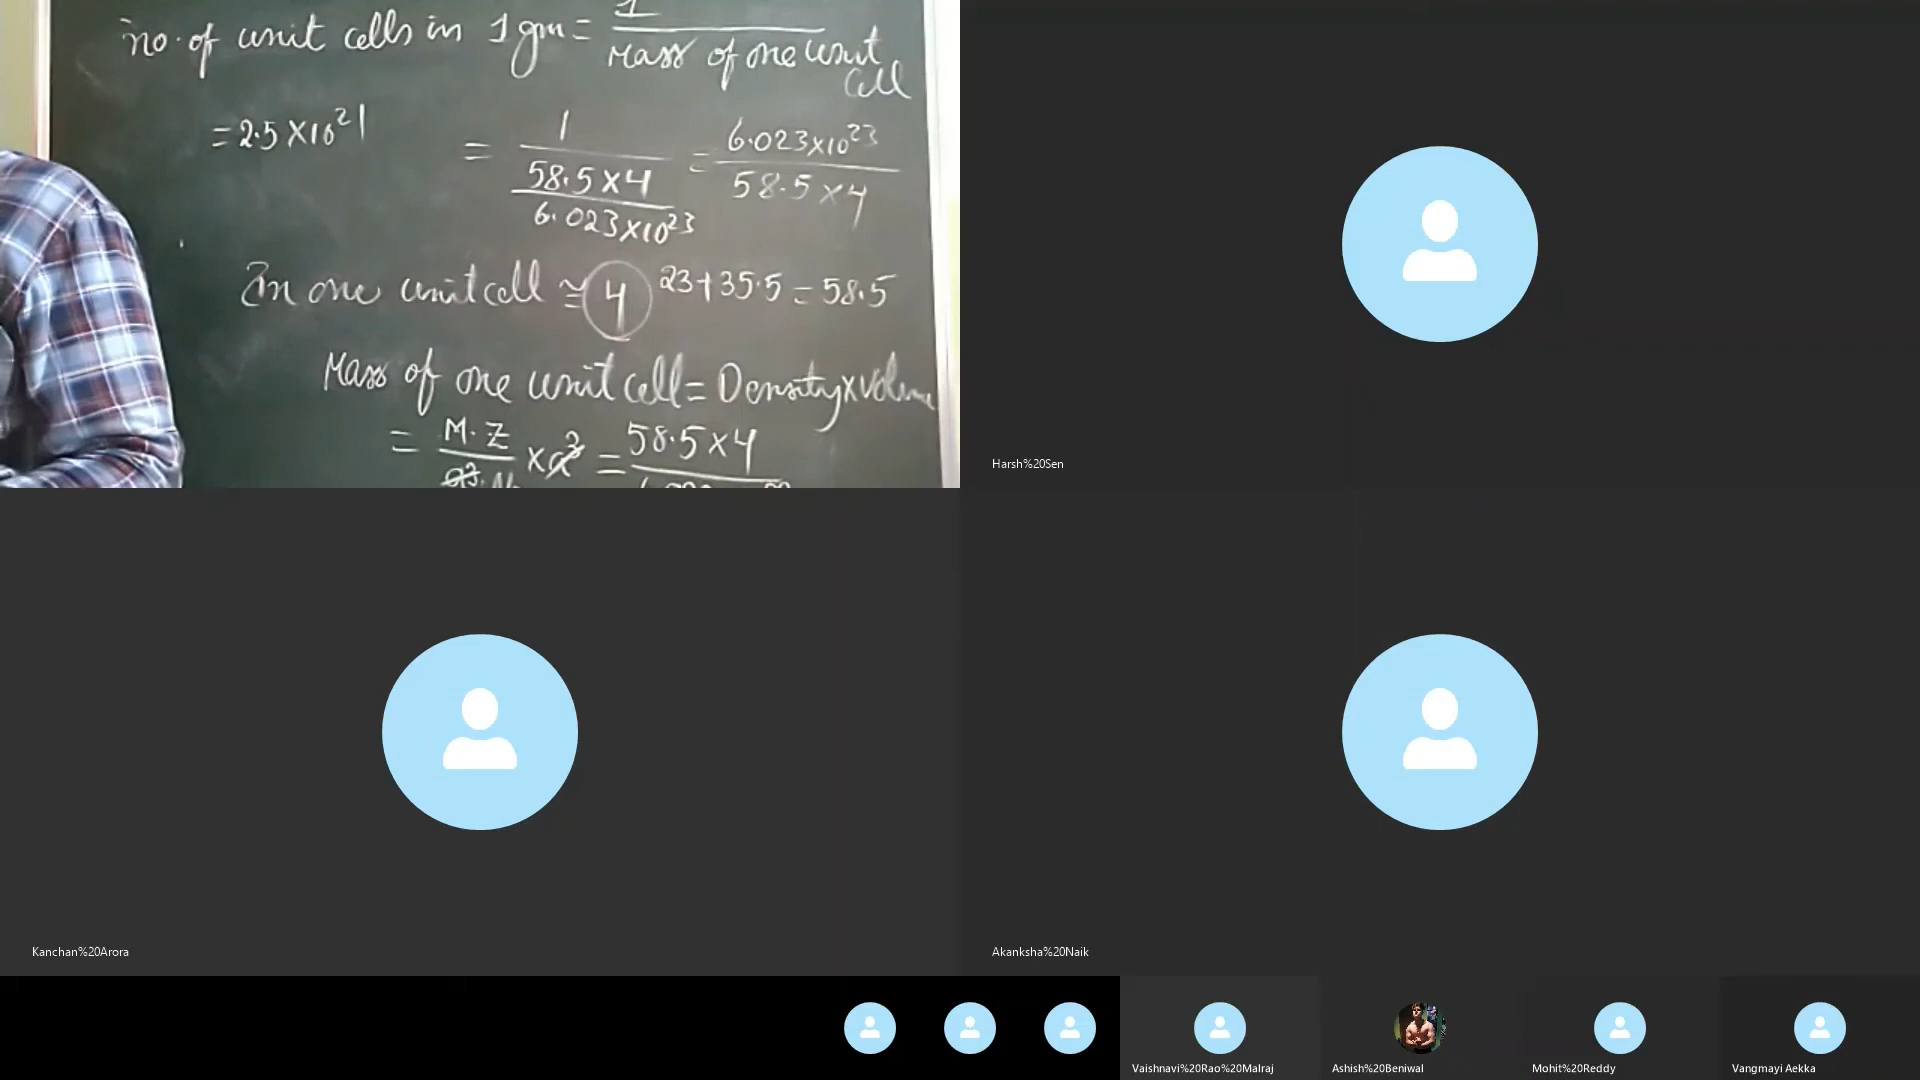 no. of unit cells in 1 gm = 1 / Mass of one unit cell
= 2.5 X 10^21 = 1 / (58.5 X 4 / 6.023 X 10^23) = 6.023 X 10^23 / 58.5 X 4
In one unit cell ≅ 4 23 + 35.5 = 58.5
Mass of one unit cell = Density X Volume
= M. Z / a^3. X a^3 = 58.5 X 4
Harsh%20Sen
Kanchan%20Arora
Akanksha%20Naik
Vaishnavi%20Rao%20Malraj
Ashish%20Beniwal
Mohit%20Reddy
Vangmayi Aekka